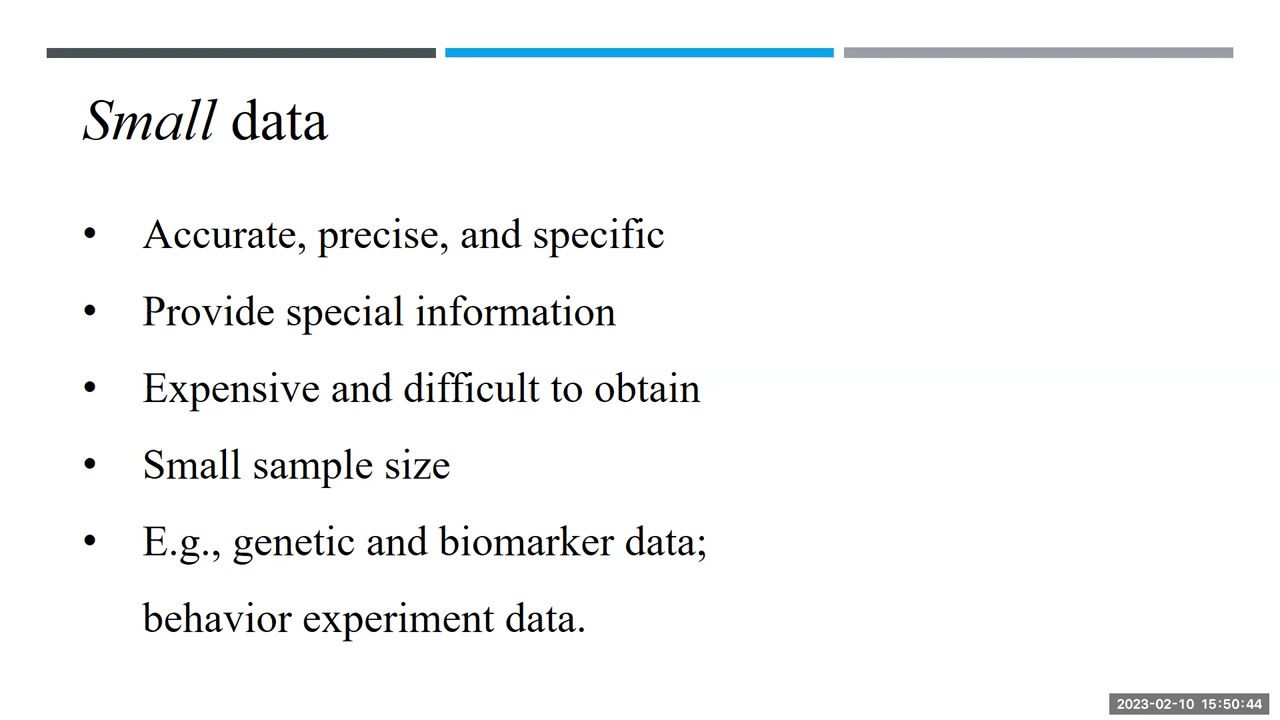 Small data
• Accurate, precise, and specific
• Provide special information
• Expensive and difficult to obtain
• Small sample size
• E.g., genetic and biomarker data;
behavior experiment data.
2023-02-10 15:50:44